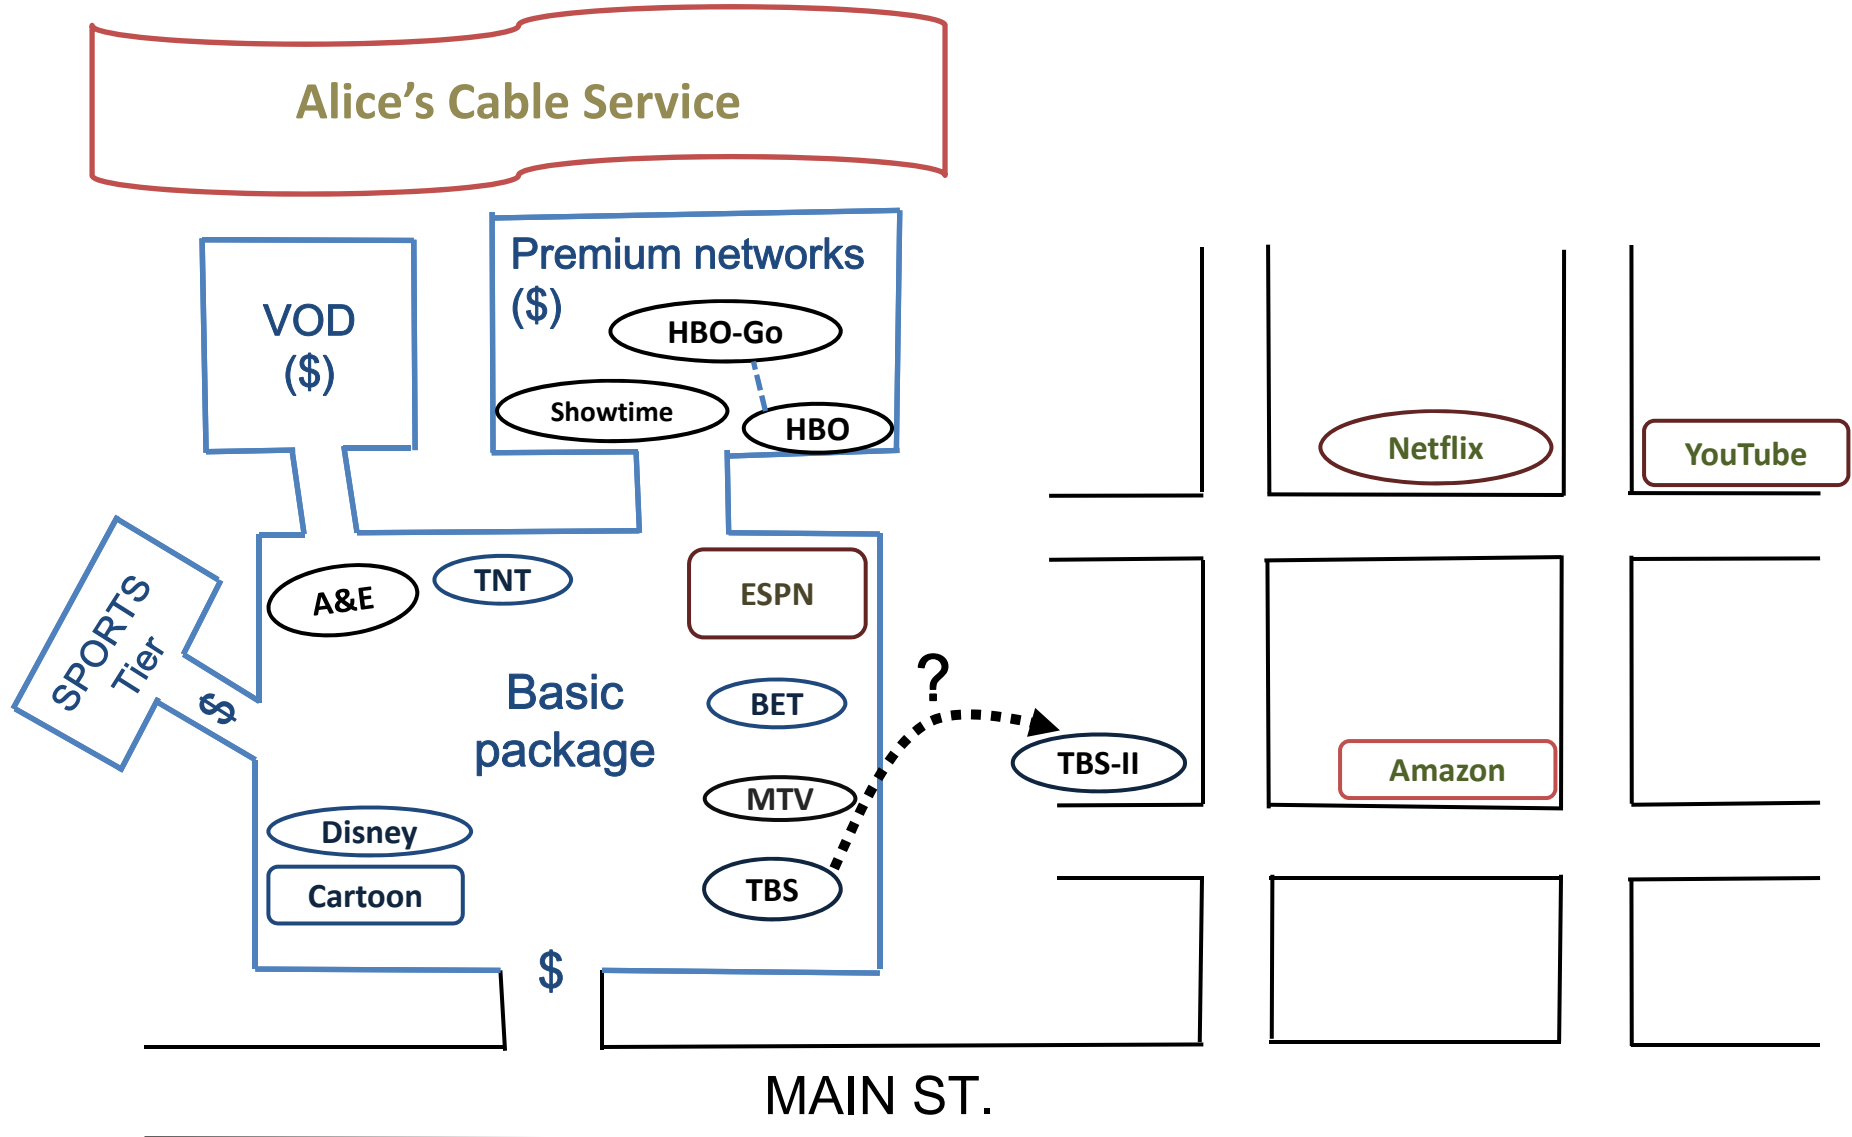 Alice’s Cable Service
Premium networks
($)
VOD
($)
HBO-Go
Showtime
HBO
Netflix
YouTube
SPORTS
Tier
$
A&E
TNT
ESPN
Basic
package
BET
?
MTV
TBS-II
Amazon
Disney
Cartoon
TBS
$
MAIN ST.